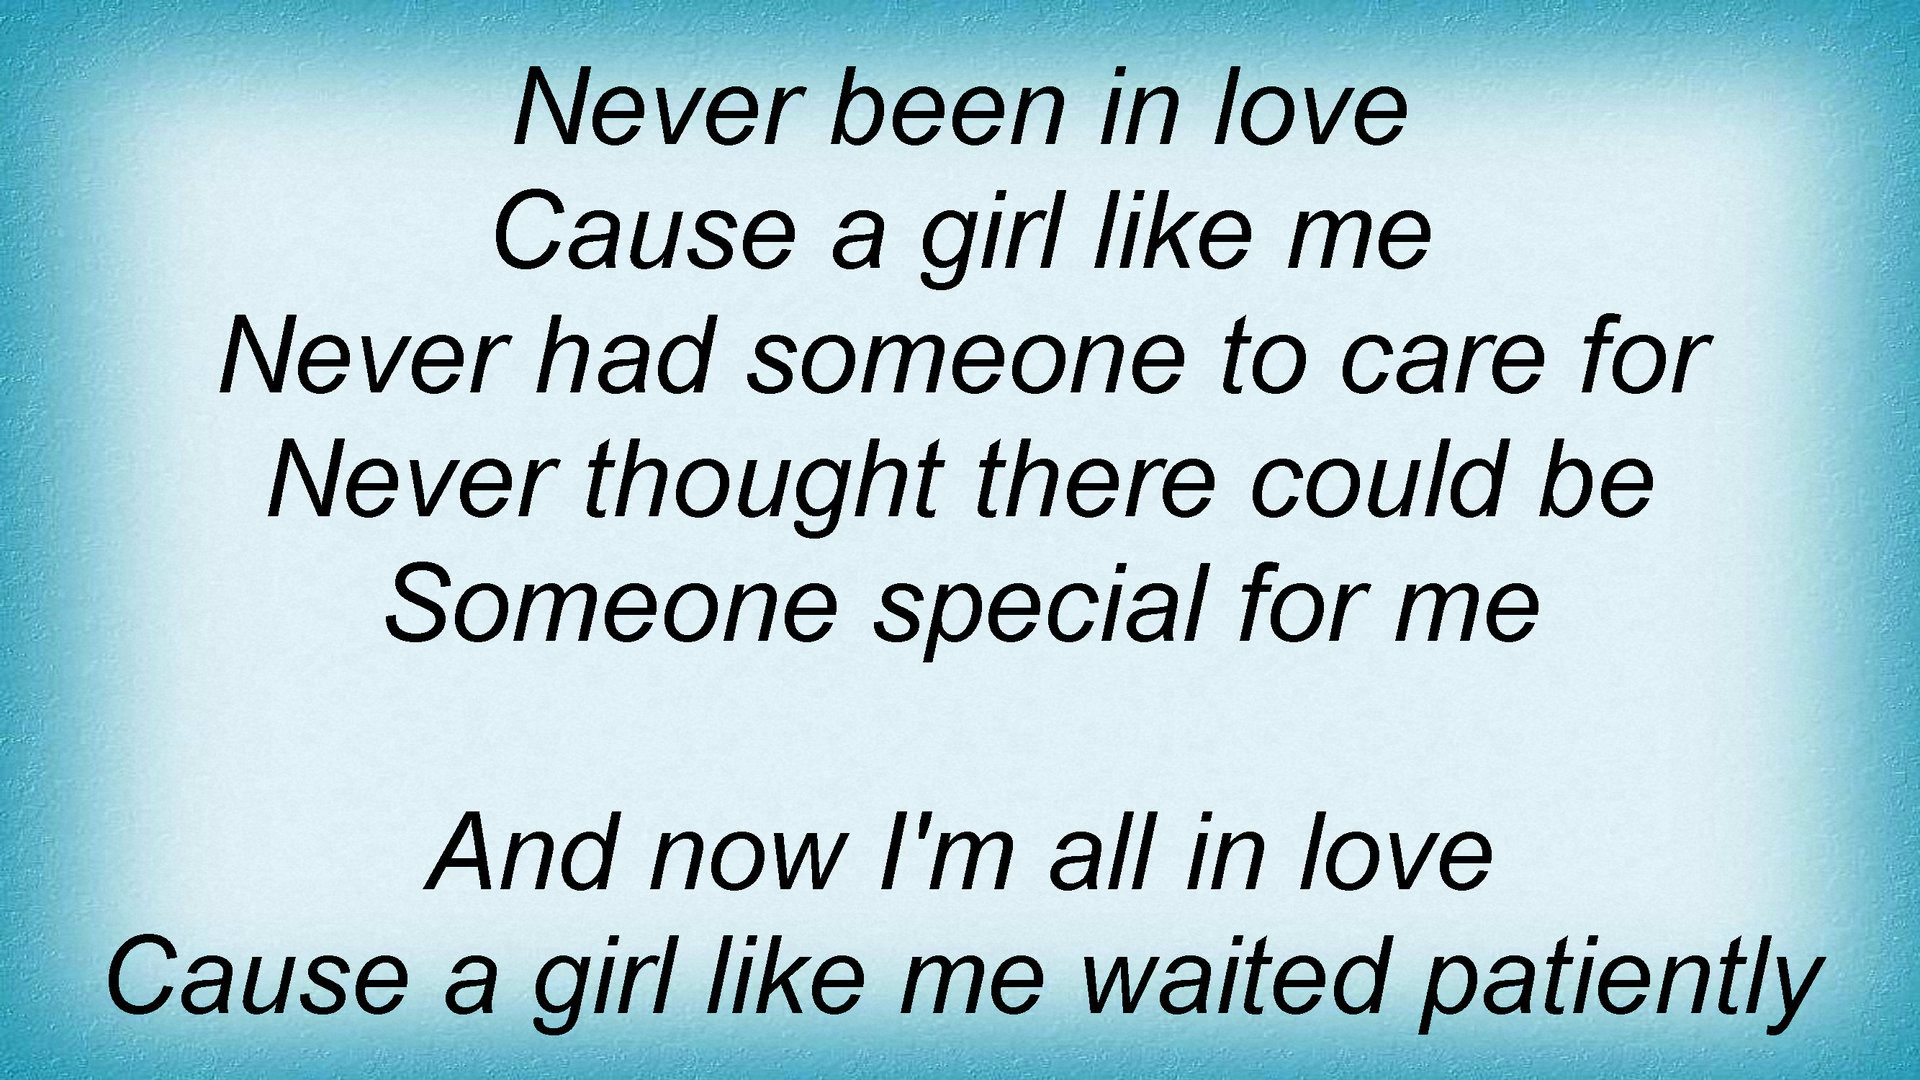 Never been in love
Cause a girl like me
Never had someone to care for
Never thought there could be
Someone special for me
And now I'm all in love
Cause a girl like me waited patiently